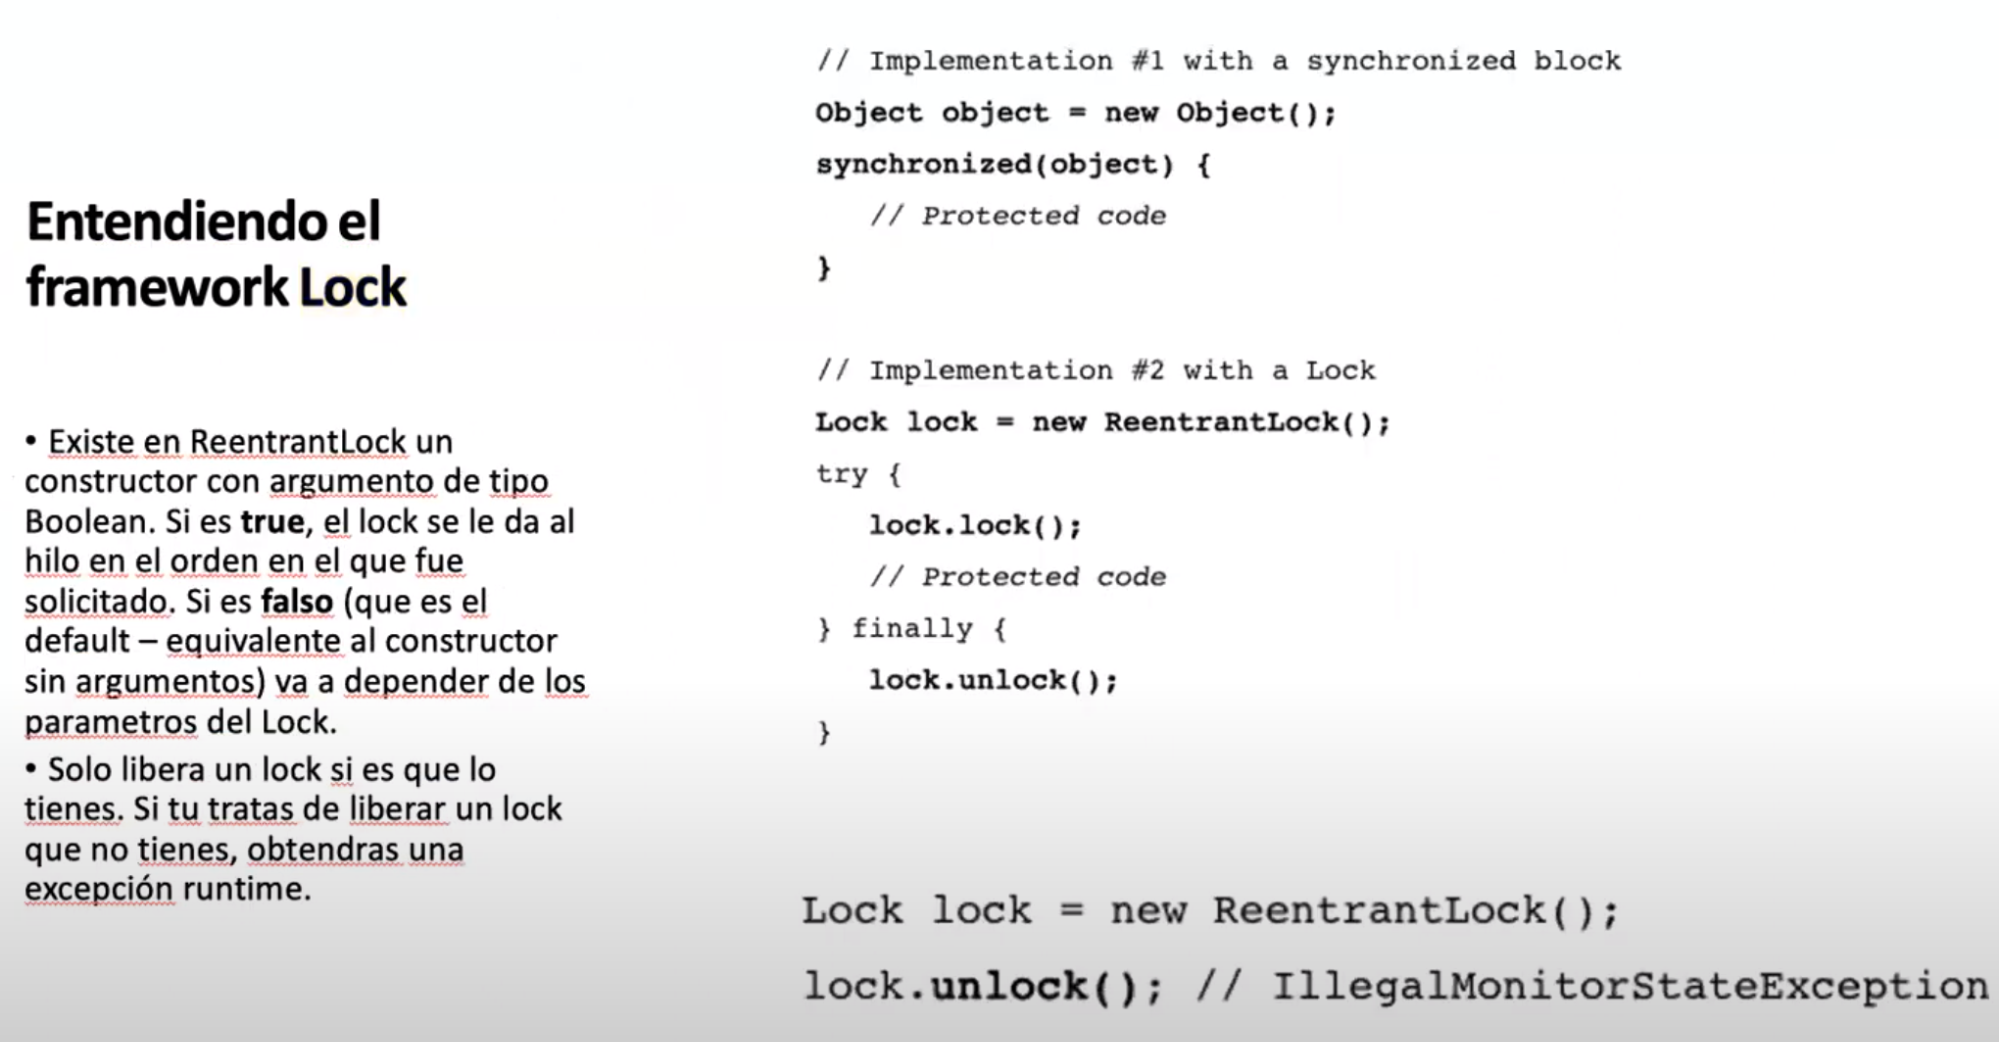 Entendiendo el
framework Lock
• Existe en ReentrantLock un
constructor con argumento de tipo
Boolean. Si es true, el lock se le da al
hilo en el orden en el que fue
solicitado. Si es falso (que es el
default – equivalente al constructor
sin argumentos) va a depender de los
parametros del Lock.
• Solo libera un lock si es que lo
tienes. Si tu tratas de liberar un lock
que no tienes, obtendras una
excepción runtime.
// Implementation #1 with a synchronized block
Object object = new Object();
synchronized(object) {
// Protected code
}
// Implementation #2 with a Lock
Lock lock = new ReentrantLock();
try {
lock.lock();
// Protected code
} finally {
lock.unlock();
}
Lock lock = new ReentrantLock();
lock.unlock(); // IllegalMonitorStateException